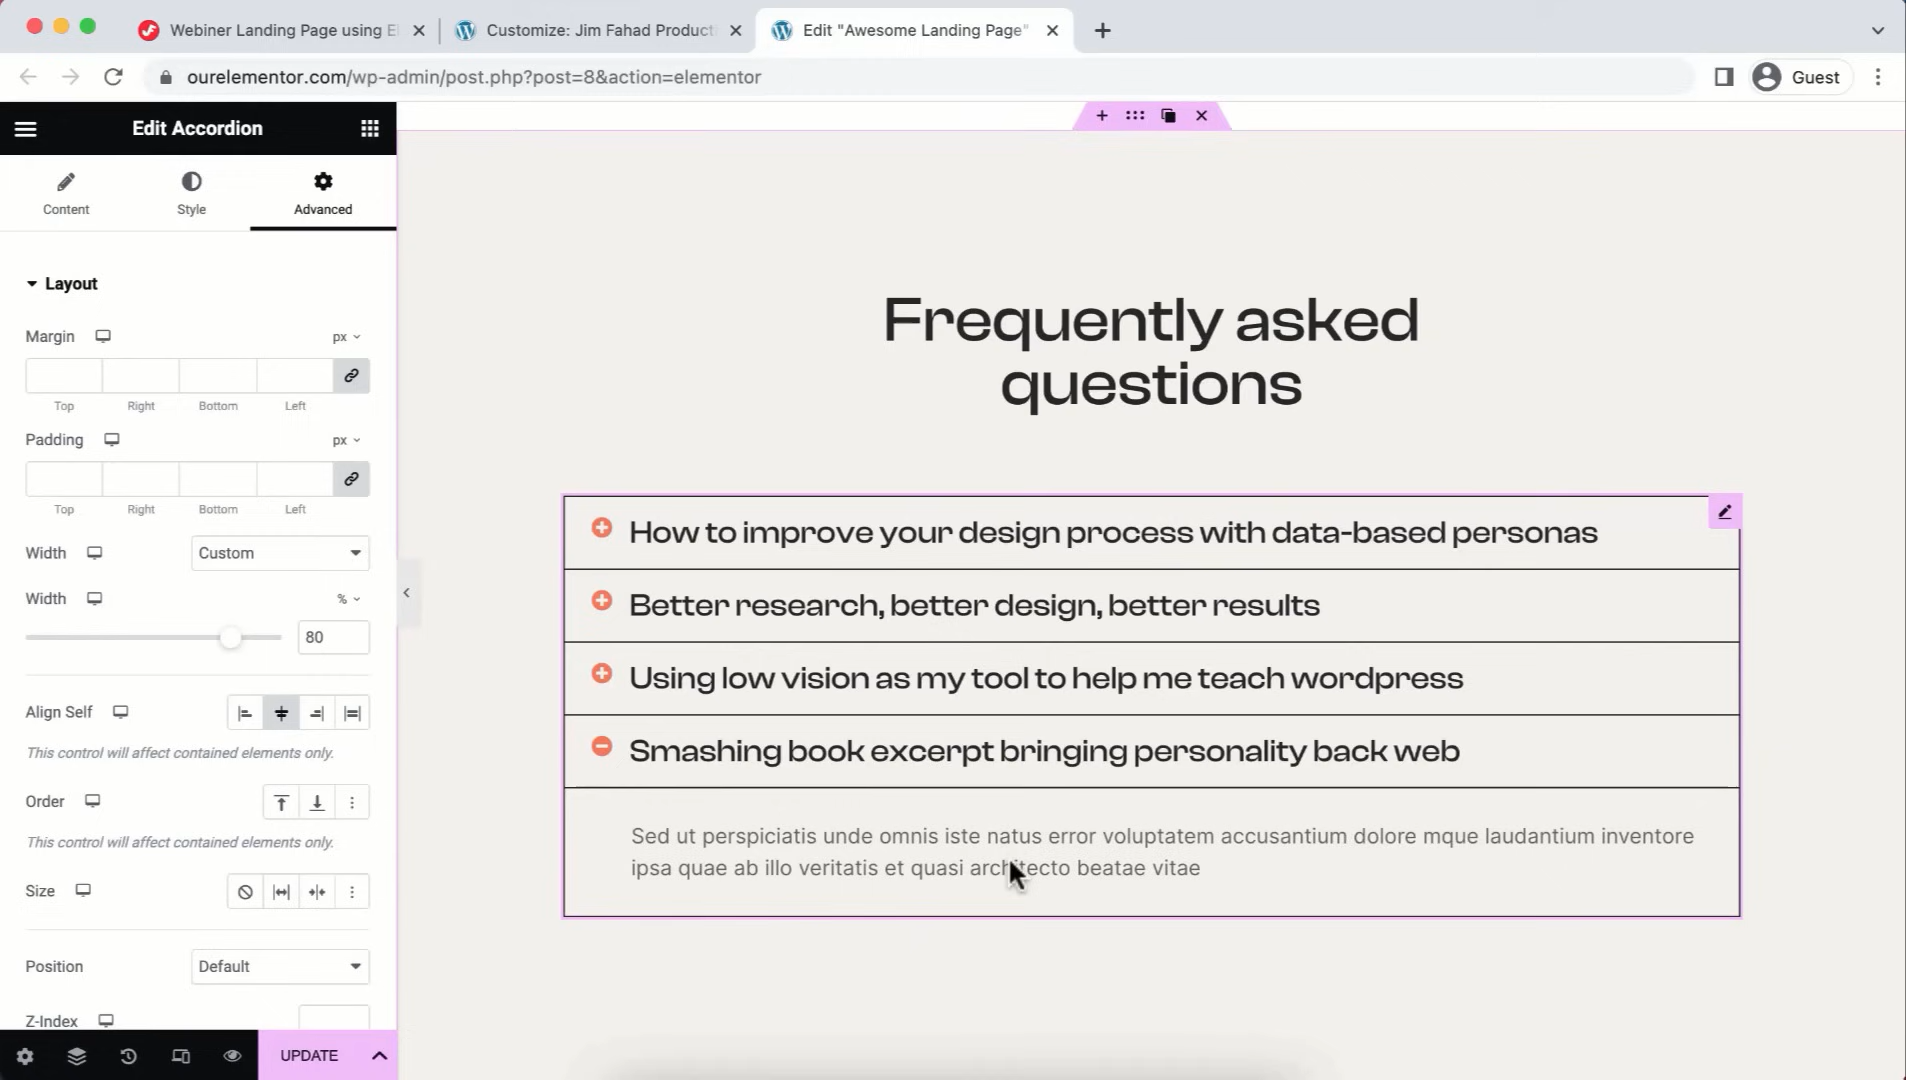 Webiner Landing Page using El
Customize: Jim Fahad Product
Edit "Awesome Landing Page"
ourelementor.com/wp-admin/post.php?post=8&action=elementor
Guest
Edit Accordion
Content
Style
Advanced
Layout
Margin
px
Top
Right
Bottom
Left
Padding
px
Top
Right
Bottom
Left
Width
Custom
Width
%
80
Align Self
This control will affect contained elements only.
Order
This control will affect contained elements only.
Size
Position
Default
Z-Index
UPDATE
Frequently asked
questions
How to improve your design process with data-based personas
Better research, better design, better results
Using low vision as my tool to help me teach wordpress
Smashing book excerpt bringing personality back web
Sed ut perspiciatis unde omnis iste natus error voluptatem accusantium dolore mque laudantium inventore
ipsa quae ab illo veritatis et quasi architecto beatae vitae